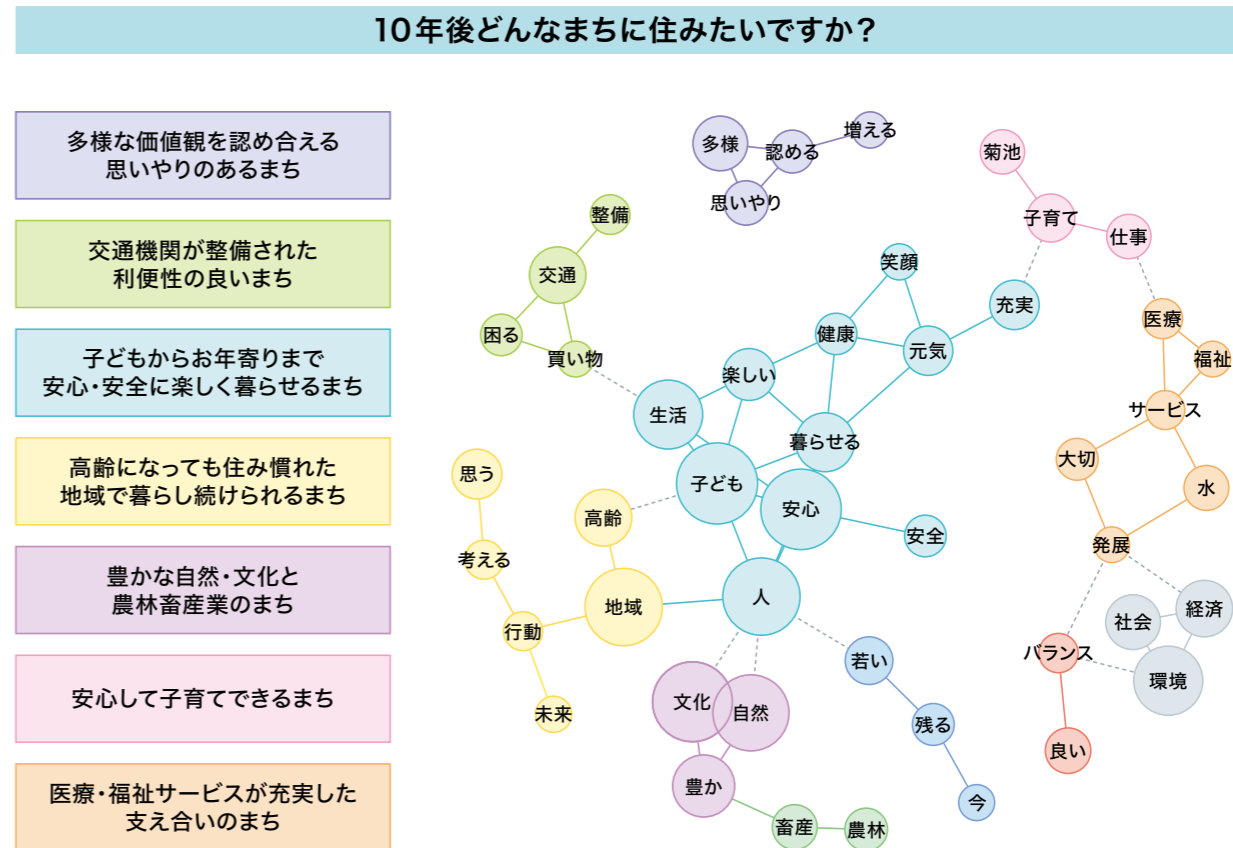 10年後どんなまちに住みたいですか？
多様な価値観を認め合える
思いやりのあるまち
交通機関が整備された
利便性の良いまち
子どもからお年寄りまで
安心・安全に楽しく暮らせるまち
高齢になっても住み慣れた
地域で暮らし続けられるまち
豊かな自然・文化と
農林畜産業のまち
安心して子育てできるまち
医療・福祉サービスが充実した
支え合いのまち
多様
認める
増える
思いやり
整備
交通
困る
買い物
菊池
子育て
仕事
笑顔
充実
健康
元気
楽しい
生活
暮らせる
子ども
安心
安全
人
医療
福祉
サービス
大切
水
発展
思う
高齢
考える
地域
行動
未来
文化
自然
豊か
畜産
農林
若い
残る
今
社会
経済
環境
バランス
良い